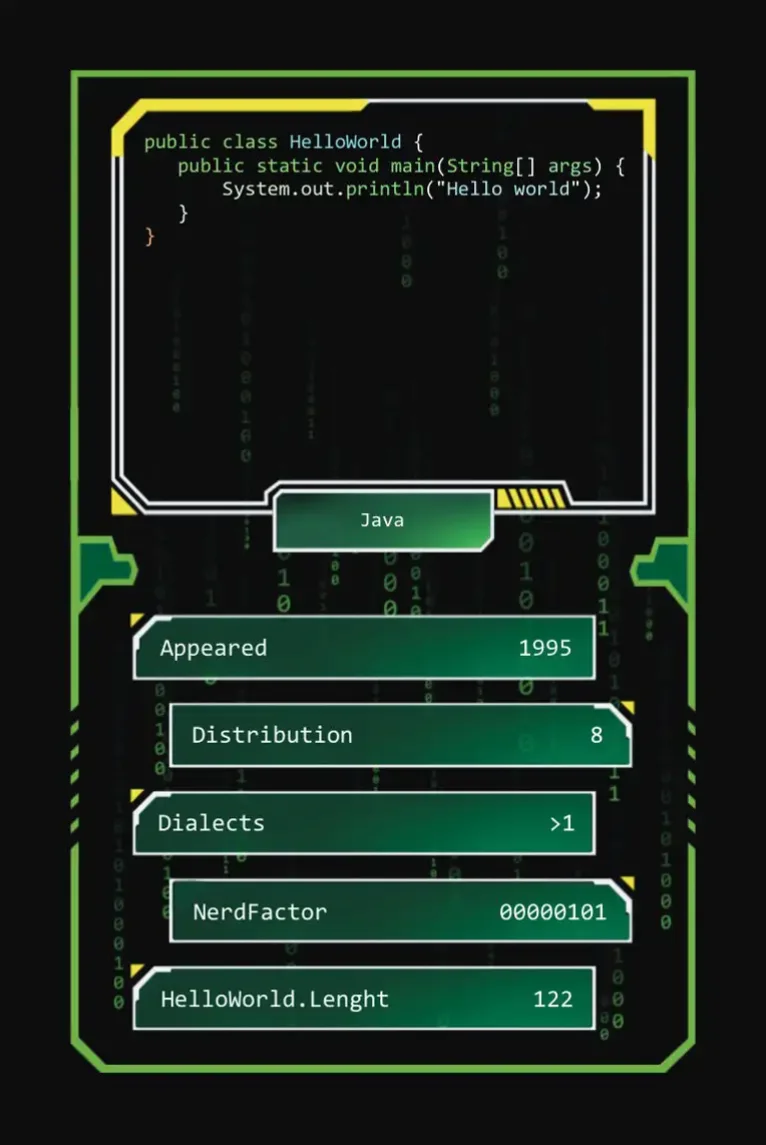 public class HelloWorld {
   public static void main(String[] args) {
       System.out.println("Hello world");
   }
}
Java
Appeared 1995
Distribution 8
Dialects >1
NerdFactor 00000101
HelloWorld.Lenght 122